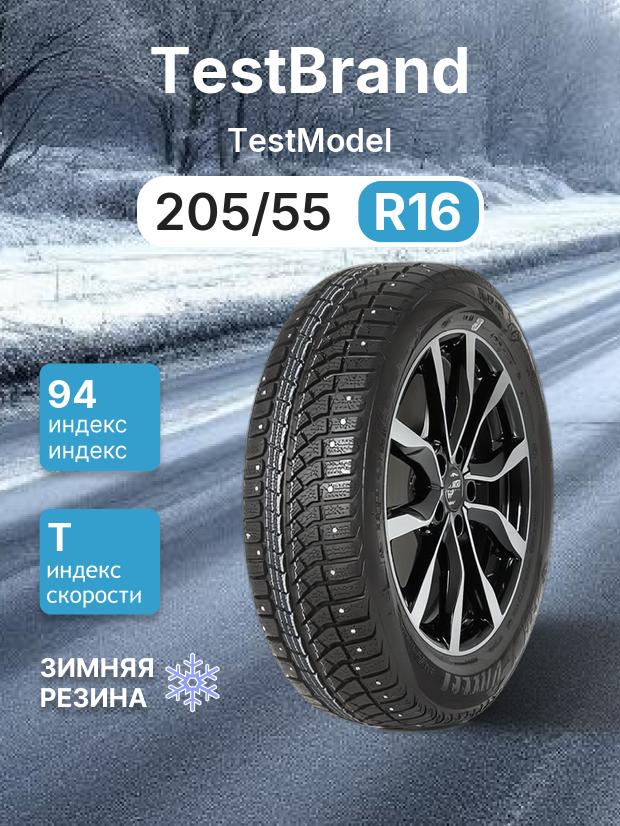 TestBrand
TestModel
205/55 R16
94
индекс
индекс
T
индекс
скорости
ЗИМНЯЯ
РЕЗИНА